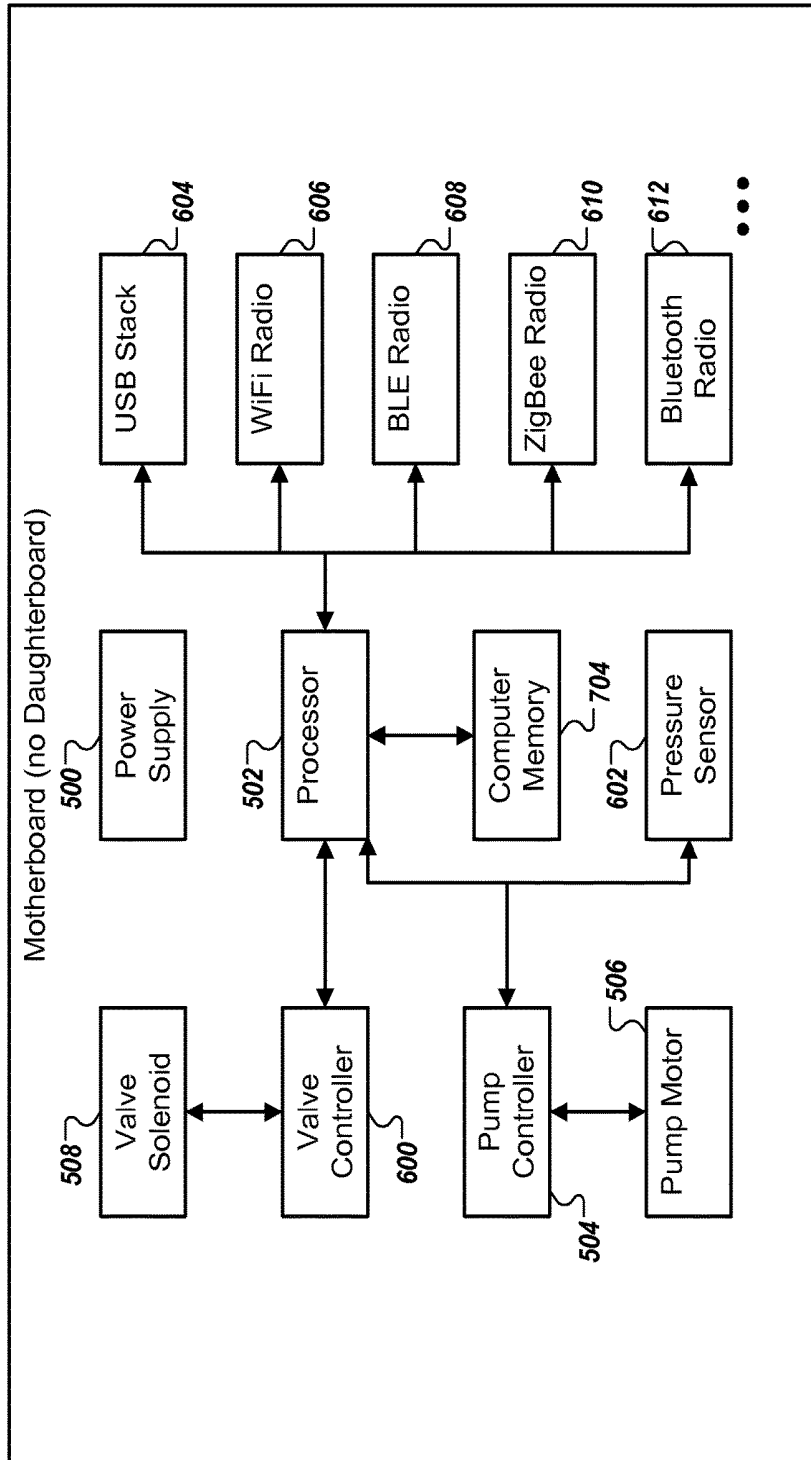 Motherboard (no Daughterboard)
508
Valve
Solenoid
500
Power
Supply
USB Stack
604
Valve
Controller
600
502
Processor
WiFi Radio
606
BLE Radio
608
Pump
Controller
504
Computer
Memory
704
ZigBee Radio
610
506
Pump Motor
602
Pressure
Sensor
Bluetooth
Radio
612